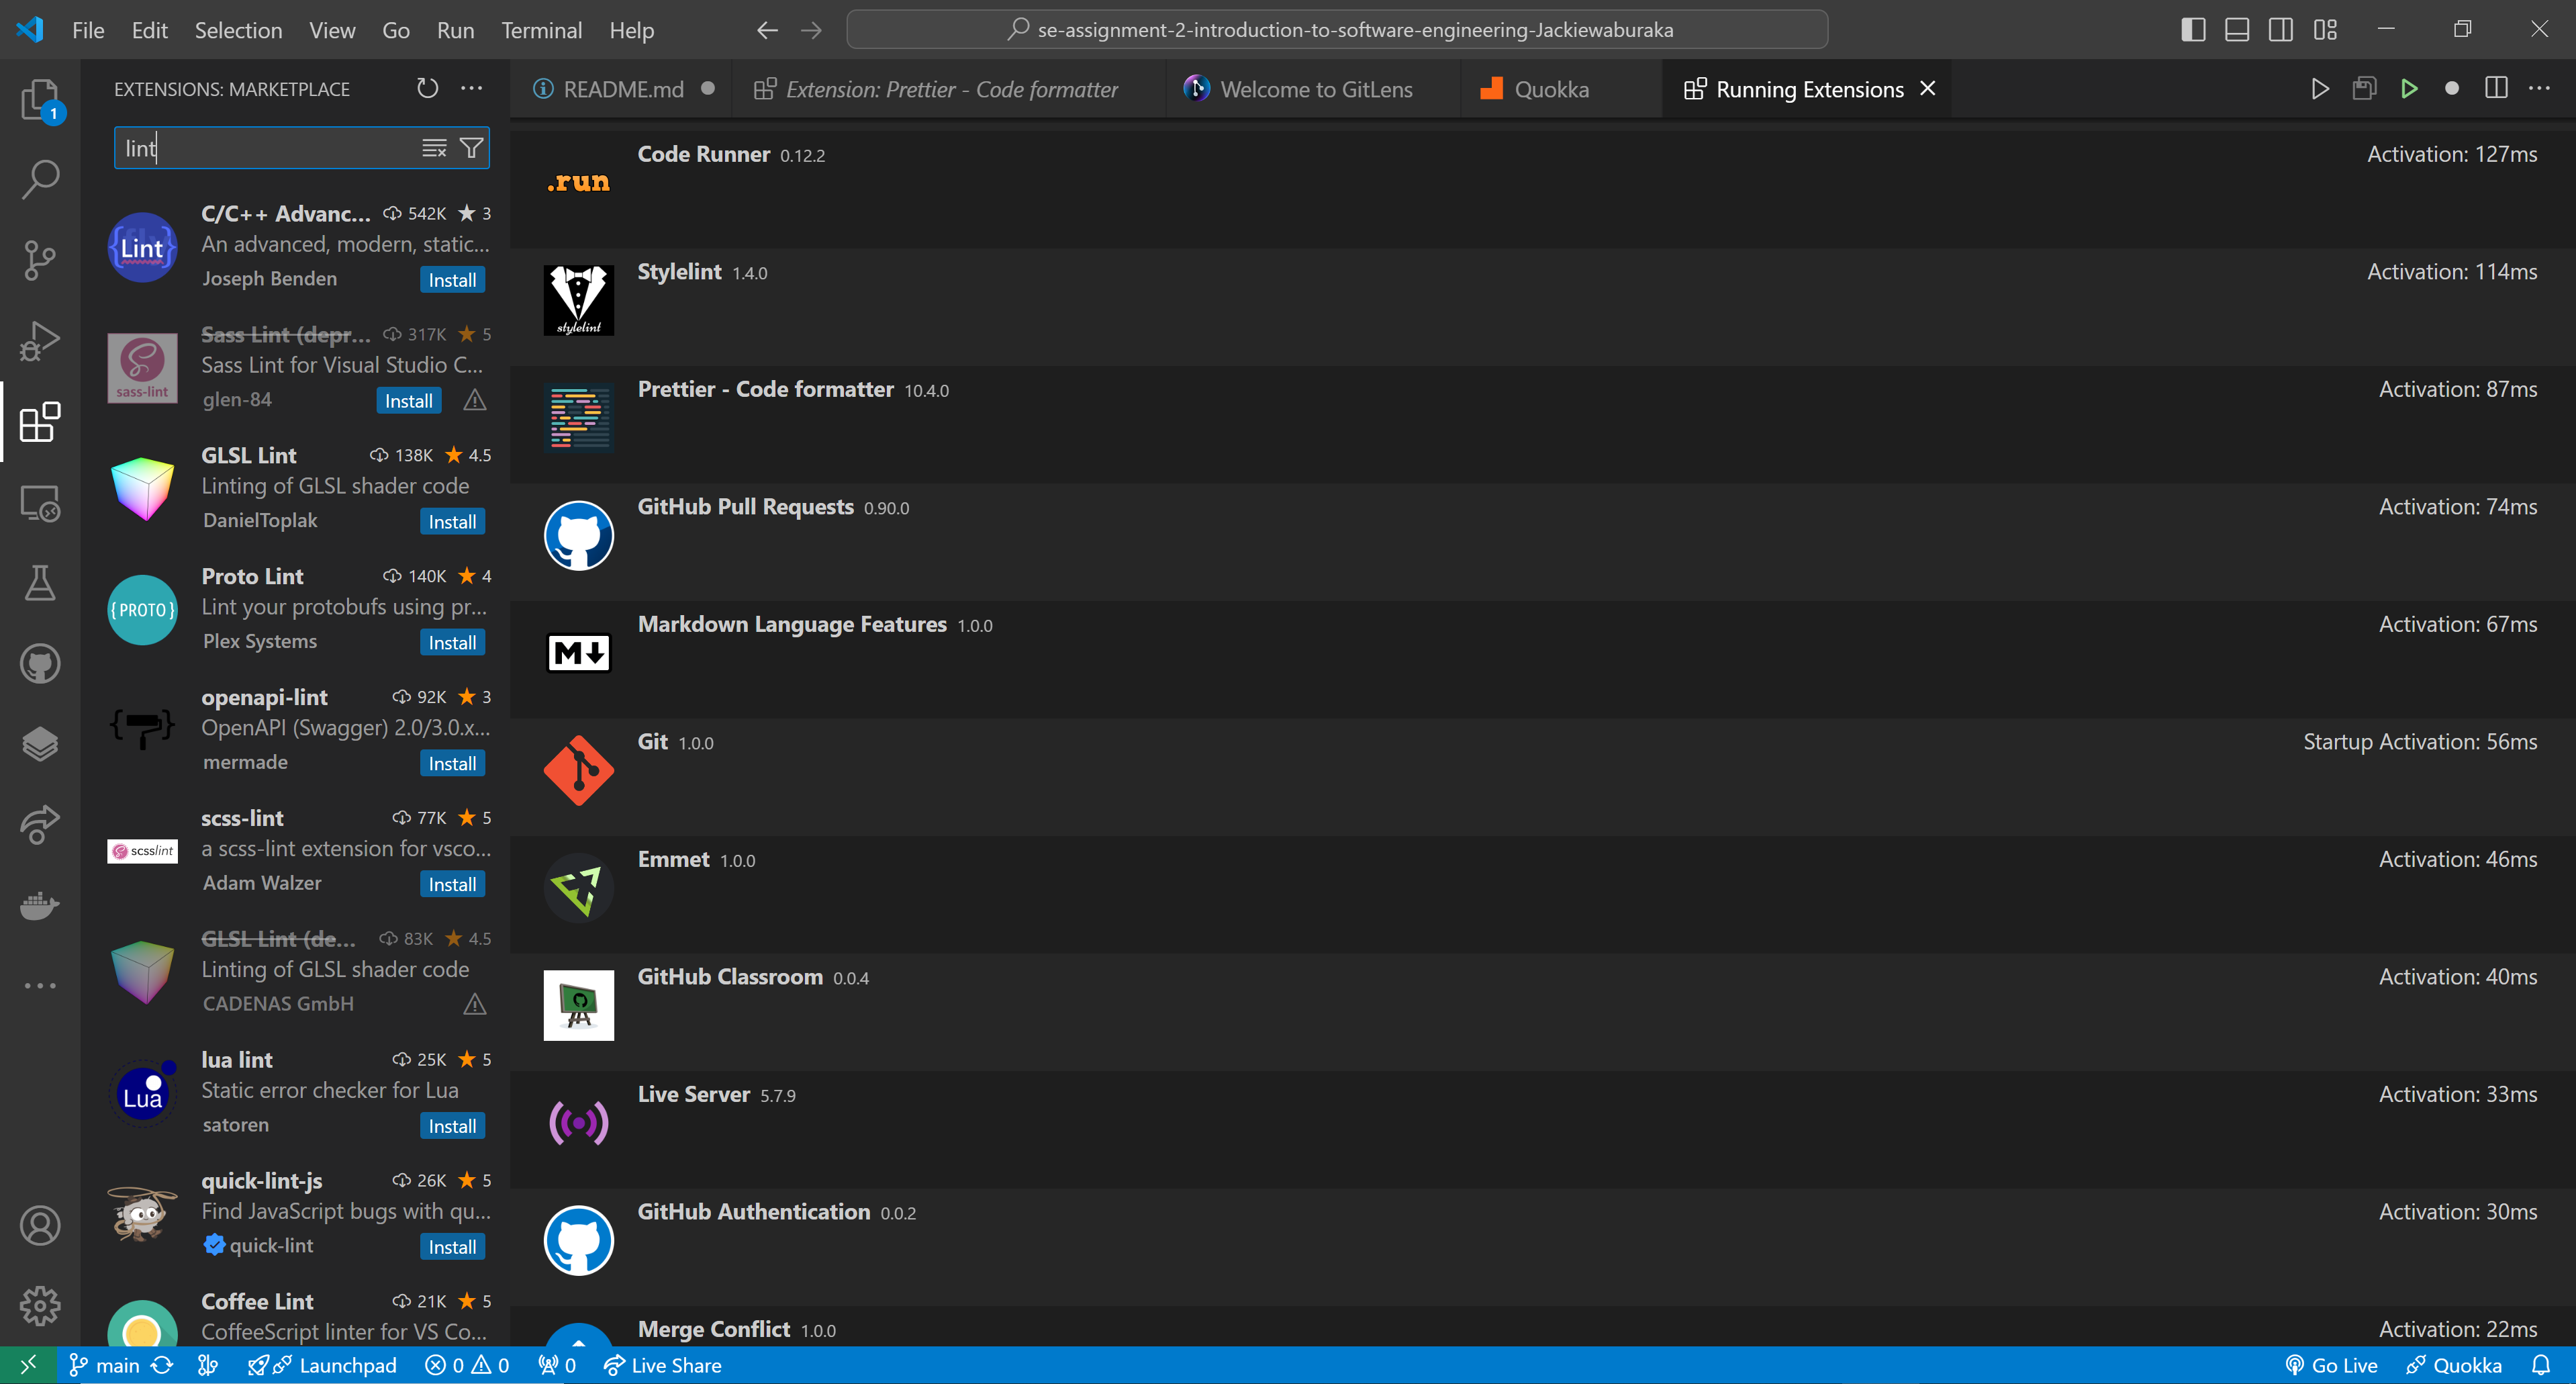 File Edit Selection View Go Run Terminal Help
se-assignment-2-introduction-to-software-engineering-Jackiewaburaka
EXTENSIONS: MARKETPLACE
README.md
Extension: Prettier - Code formatter
Welcome to GitLens
Quokka
Running Extensions
1
lint
C/C++ Advanc... 542K 3
An advanced, modern, static...
Joseph Benden
Install
Lint
Sass Lint (depr... 317K 5
Sass Lint for Visual Studio C...
glen-84
Install
sass-lint
GLSL Lint 138K 4.5
Linting of GLSL shader code
DanielToplak
Install
Proto Lint 140K 4
Lint your protobufs using pr...
Plex Systems
Install
{PROTO}
openapi-lint 92K 3
OpenAPI (Swagger) 2.0/3.0.x...
mermade
Install
scss-lint 77K 5
a scss-lint extension for vsco...
Adam Walzer
Install
scsslint
GLSL Lint (de... 83K 4.5
Linting of GLSL shader code
CADENAS GmbH
lua lint 25K 5
Static error checker for Lua
satoren
Install
Lua
quick-lint-js 26K 5
Find JavaScript bugs with qu...
quick-lint
Install
Coffee Lint 21K 5
CoffeeScript linter for VS Co...
.run
Code Runner 0.12.2
Activation: 127ms
stylelint
Stylelint 1.4.0
Activation: 114ms
Prettier - Code formatter 10.4.0
Activation: 87ms
GitHub Pull Requests 0.90.0
Activation: 74ms
M
Markdown Language Features 1.0.0
Activation: 67ms
Git 1.0.0
Startup Activation: 56ms
Emmet 1.0.0
Activation: 46ms
GitHub Classroom 0.0.4
Activation: 40ms
Live Server 5.7.9
Activation: 33ms
GitHub Authentication 0.0.2
Activation: 30ms
Merge Conflict 1.0.0
Activation: 22ms
main Launchpad 0 0 0 Live Share Go Live Quokka